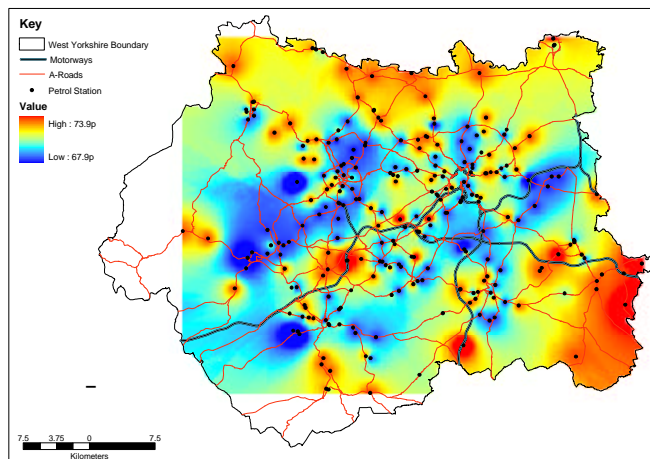 Key
West Yorkshire Boundary
Motorways
A-Roads
Petrol Station
Value
High : 73.9p
Low : 67.9p
7.5 3.75 0 7.5
Kilometers